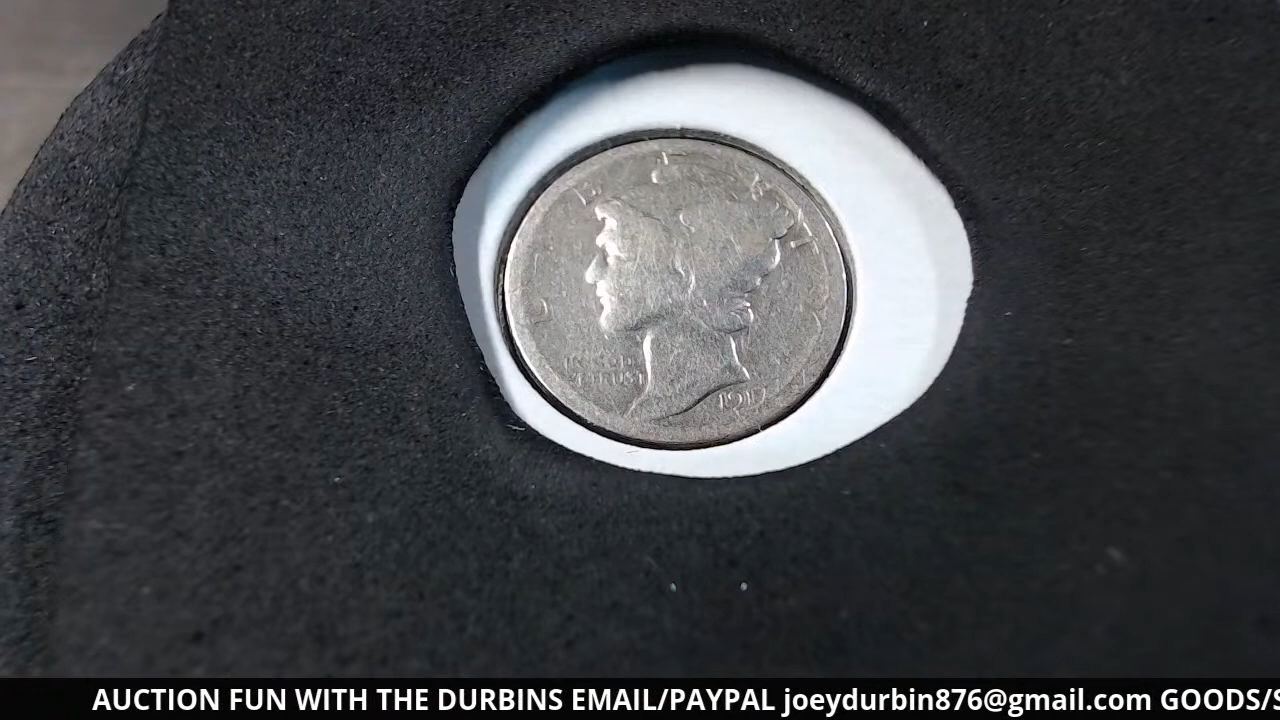 LIBERTY
IN GOD
WE TRUST
1917
AUCTION FUN WITH THE DURBINS EMAIL/PAYPAL joeydurbin876@gmail.com GOODS/S